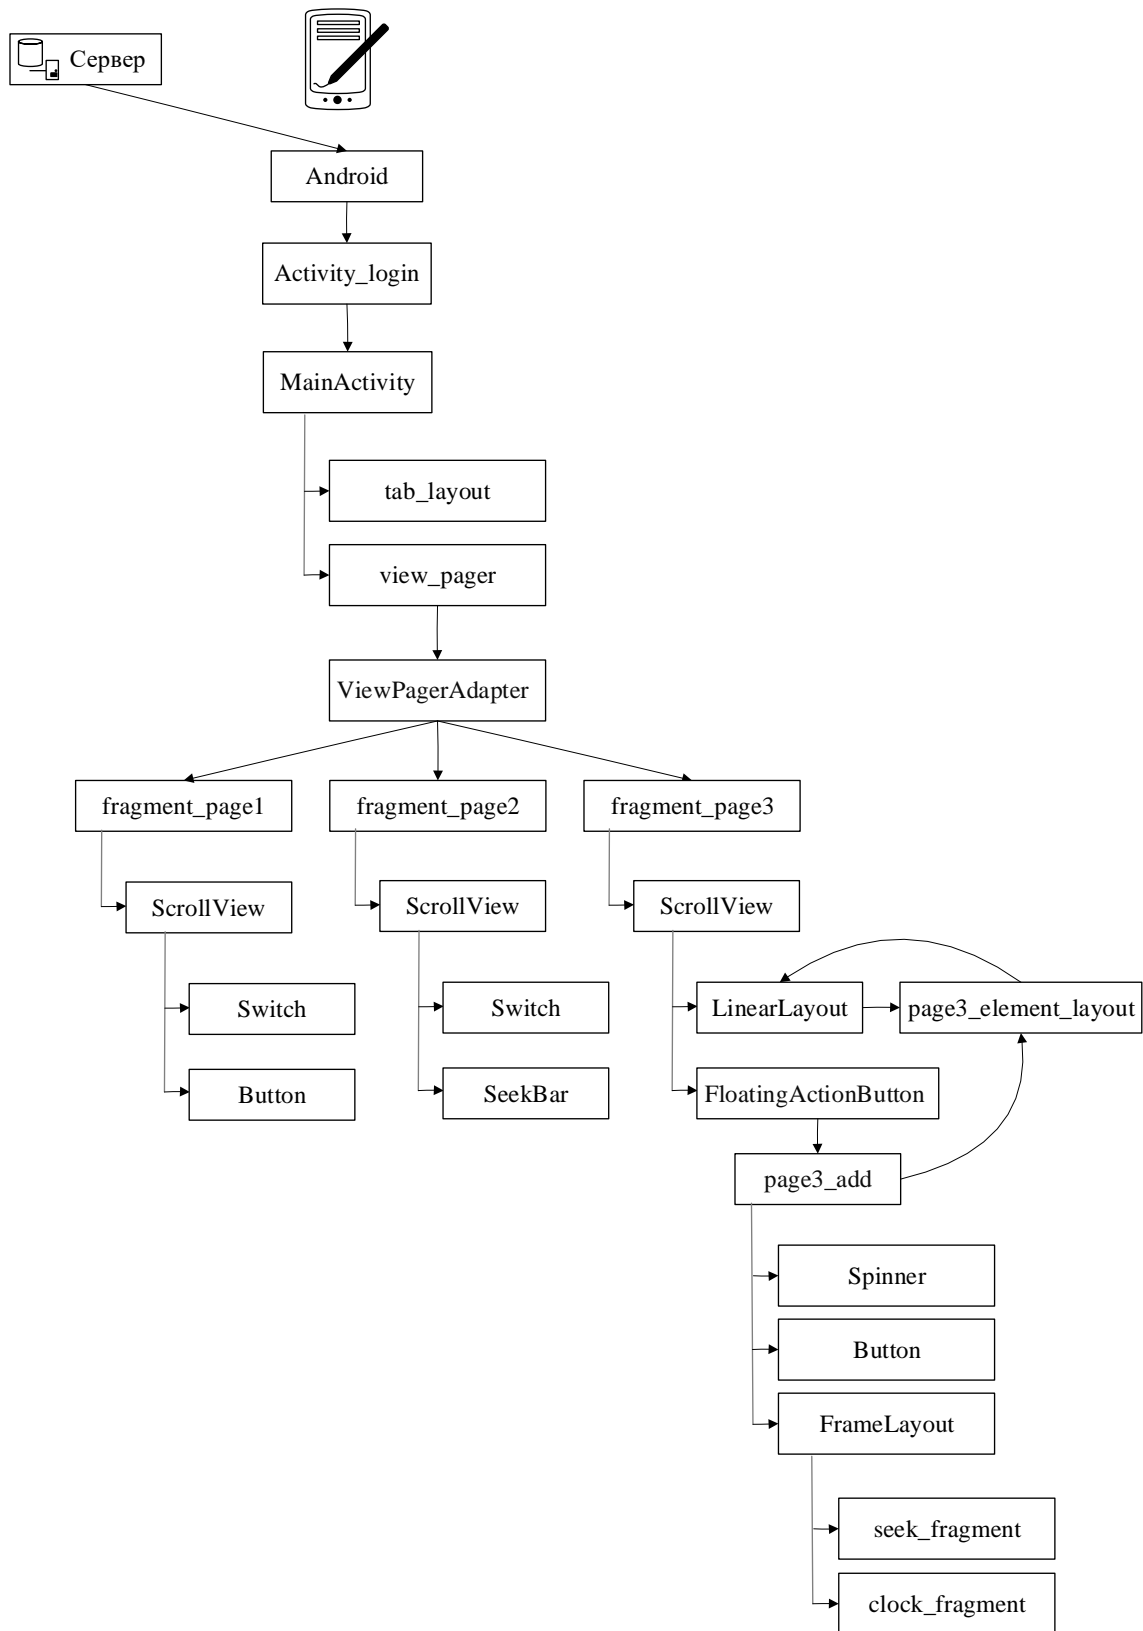 Сервер
Android
Activity_login
MainActivity
tab_layout
view_pager
ViewPagerAdapter
fragment_page1
fragment_page2
fragment_page3
ScrollView
ScrollView
ScrollView
Switch
Switch
LinearLayout
page3_element_layout
Button
SeekBar
FloatingActionButton
page3_add
Spinner
Button
FrameLayout
seek_fragment
clock_fragment